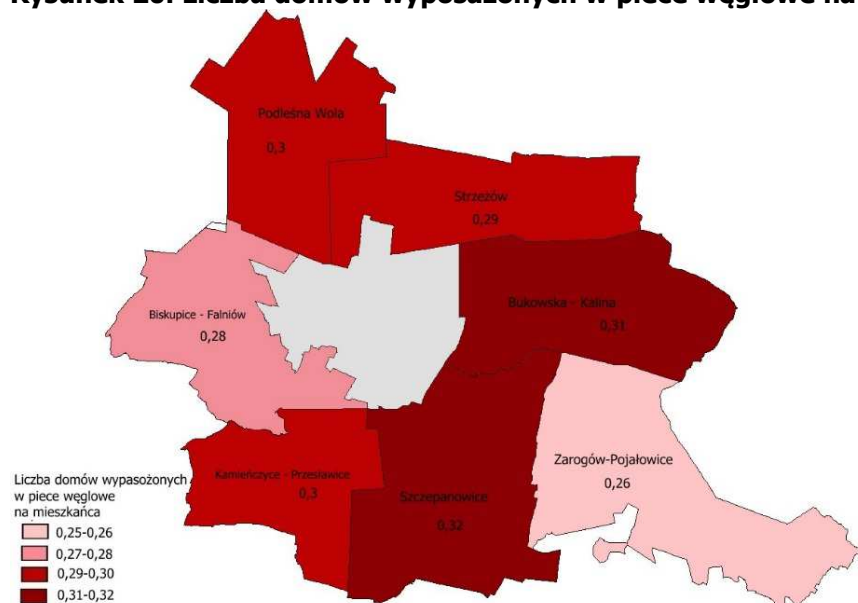 Rysunek 20. Liczba domów wyposażonych w piece węglowe na
Podleśna Wola
0,3
Strzeżów
0,29
Biskupice - Falniów
0,28
Bukowska - Kalina
0,31
Zarogów-Pojałowice
0,26
Kamieńczyce - Przesławice
0,3
Szczepanowice
0,32
Liczba domów wypasożonych
w piece węglowe
na mieszkańca
0,25-0,26
0,27-0,28
0,29-0,30
0,31-0,32